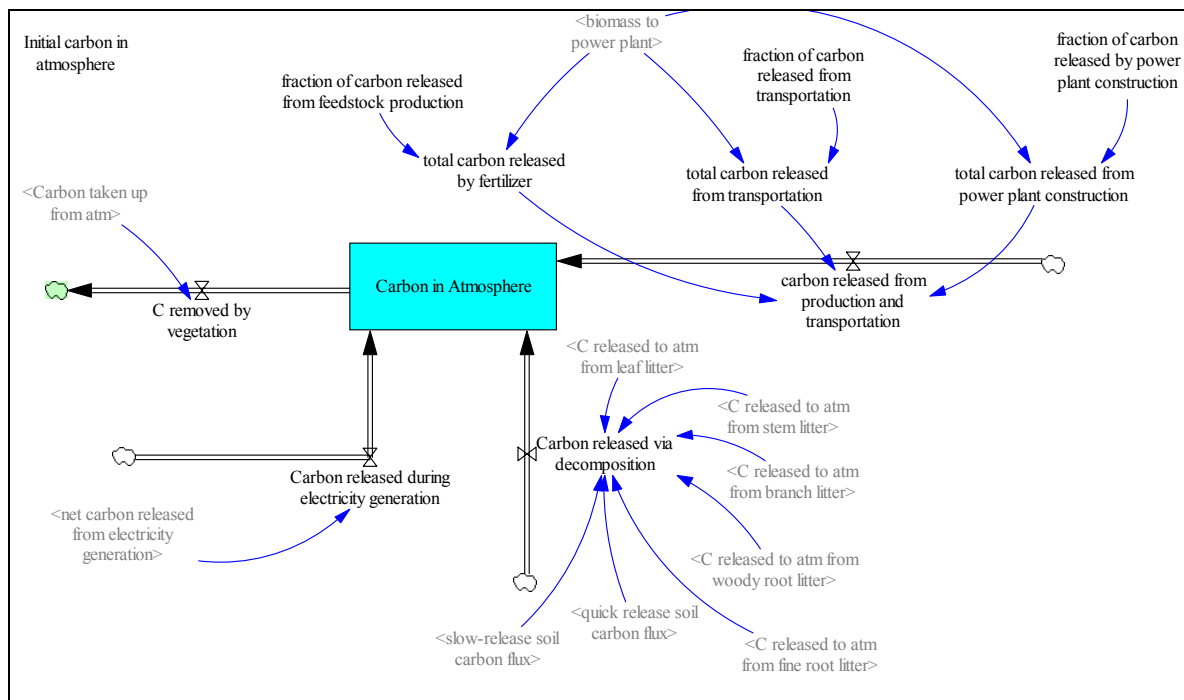 Initial carbon in
atmosphere
<biomass to
power plant>
fraction of carbon
released from
transportation
fraction of carbon
released by power
plant construction
fraction of carbon released
from feedstock production
total carbon released
by fertilizer
total carbon released
from transportation
total carbon released from
power plant construction
<Carbon taken up
from atm>
C removed by
vegetation
Carbon in Atmosphere
carbon released from
production and
transportation
<C released to atm
from leaf litter>
<C released to atm
from stem litter>
Carbon released via
decomposition
<C released to atm
from branch litter>
Carbon released during
electricity generation
<net carbon released
from electricity
generation>
<C released to atm from
woody root litter>
<quick release soil
carbon flux>
<slow-release soil
carbon flux>
<C released to atm
from fine root litter>